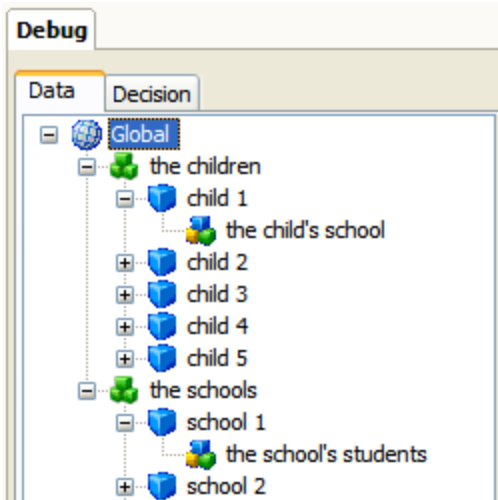 Debug
Data Decision
Global
the children
child 1
the child's school
child 2
child 3
child 4
child 5
the schools
school 1
the school's students
school 2